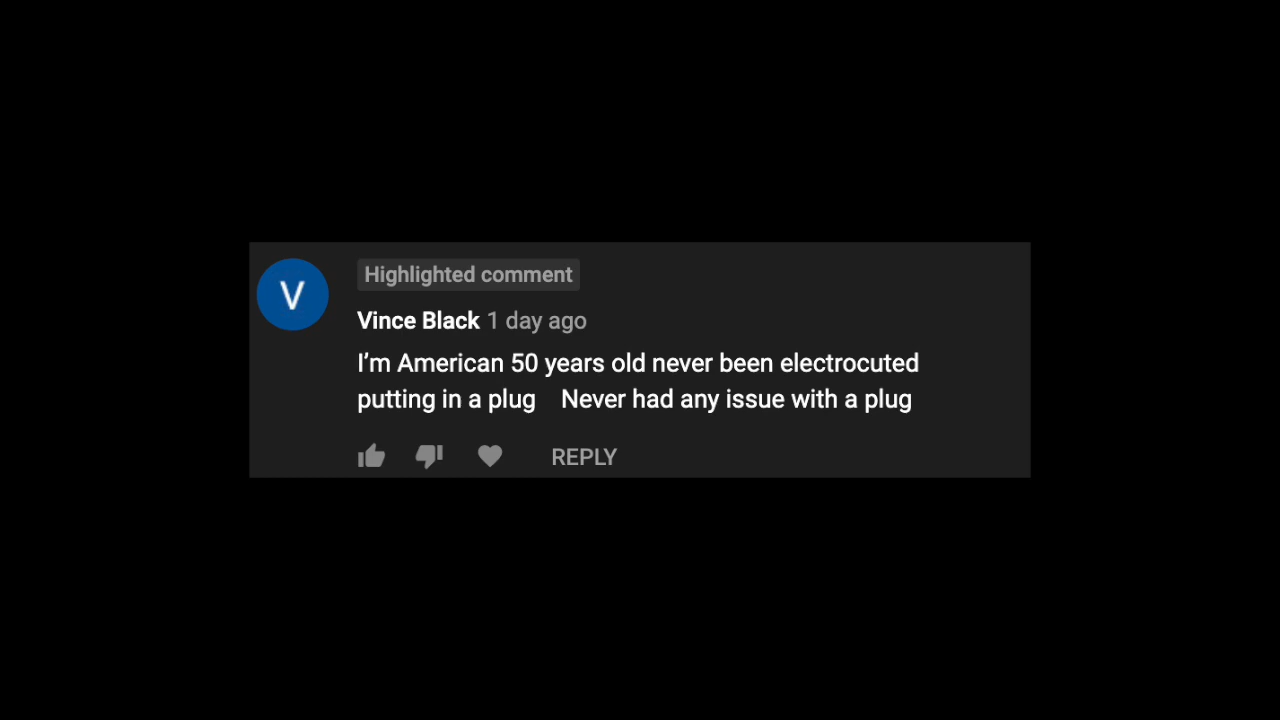 V
Highlighted comment
Vince Black 1 day ago
I’m American 50 years old never been electrocuted
putting in a plug    Never had any issue with a plug
REPLY